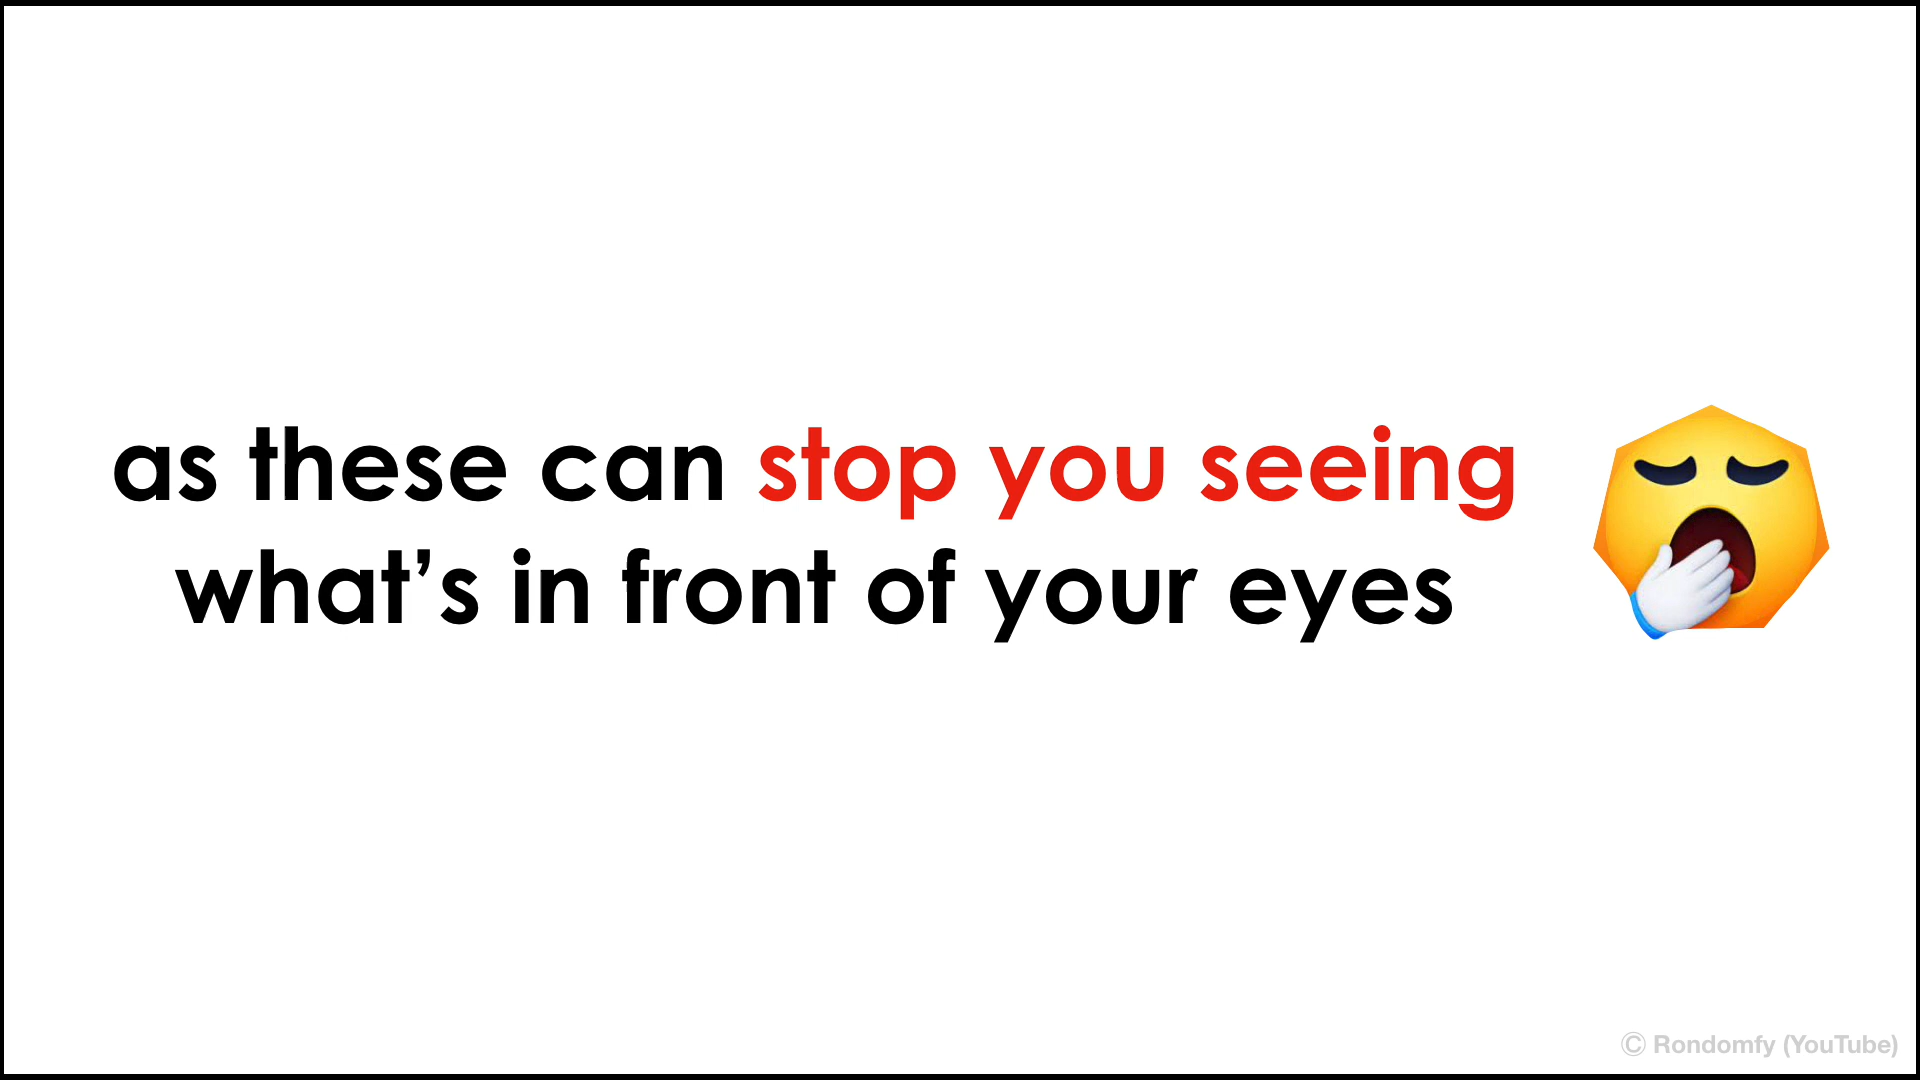 as these can stop you seeing
what’s in front of your eyes
© Rondomfy (YouTube)